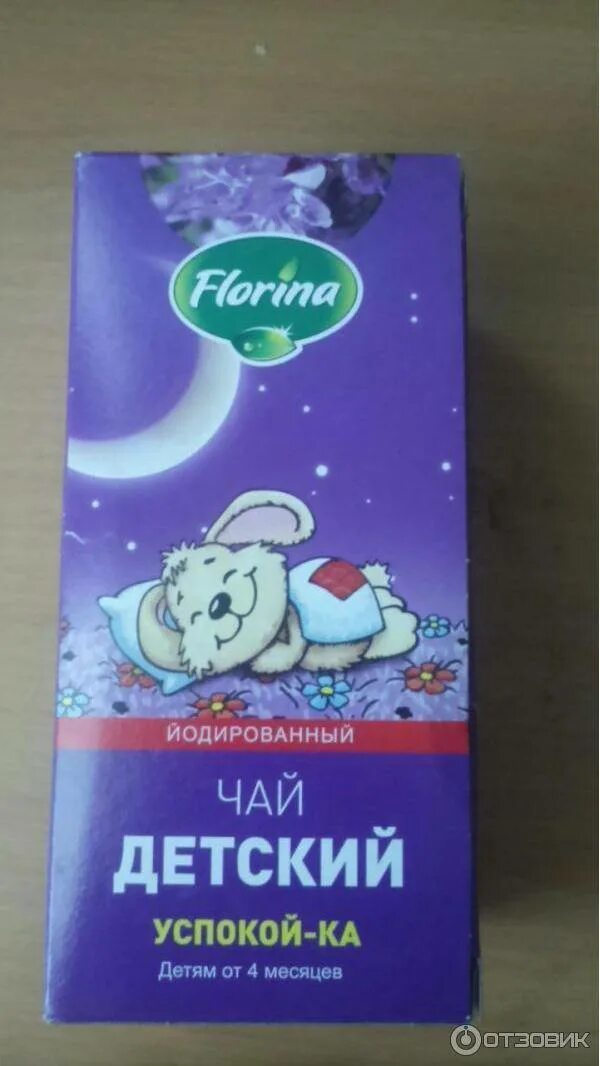 Florina
ЙОДИРОВАННЫЙ
ЧАЙ
ДЕТСКИЙ
УСПОКОЙ-КА
Детям от 4 месяцев
ОТЗОВИК